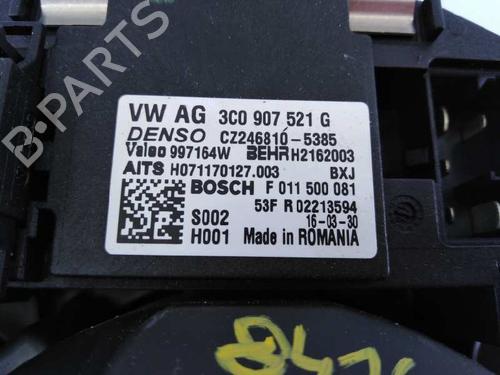 VW AG 3C0 907 521 G
DENSO CZ246810-5385
Valeo 997164W BEHR H2162003
AITS H071170127.003 BXJ
BOSCH F 011 500 081
53F R 02213594
S002 16-03-30
H001 Made in ROMANIA
B-PARTS